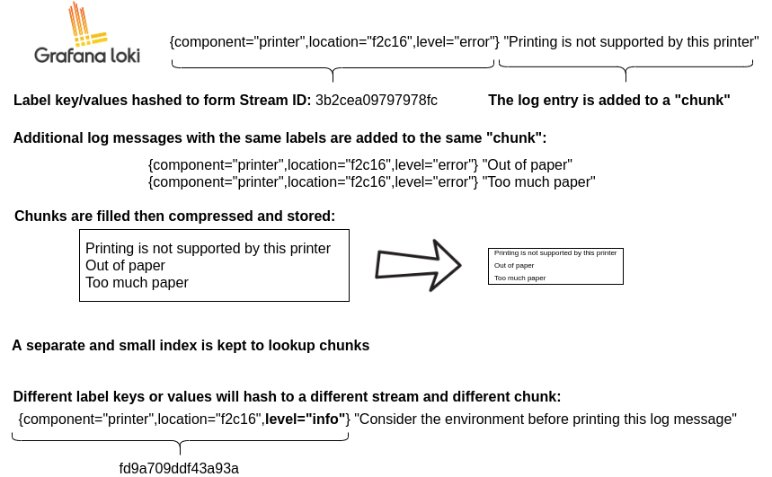 Grafana loki
{component="printer",location="f2c16",level="error"} "Printing is not supported by this printer"
Label key/values hashed to form Stream ID: 3b2cea09797978fc
The log entry is added to a "chunk"
Additional log messages with the same labels are added to the same "chunk":
{component="printer",location="f2c16",level="error"} "Out of paper"
{component="printer",location="f2c16",level="error"} "Too much paper"
Chunks are filled then compressed and stored:
Printing is not supported by this printer
Out of paper
Too much paper
Printing is not supported by this printer
Out of paper
Too much paper
A separate and small index is kept to lookup chunks
Different label keys or values will hash to a different stream and different chunk:
{component="printer",location="f2c16",level="info"} "Consider the environment before printing this log message"
fd9a709ddf43a93a